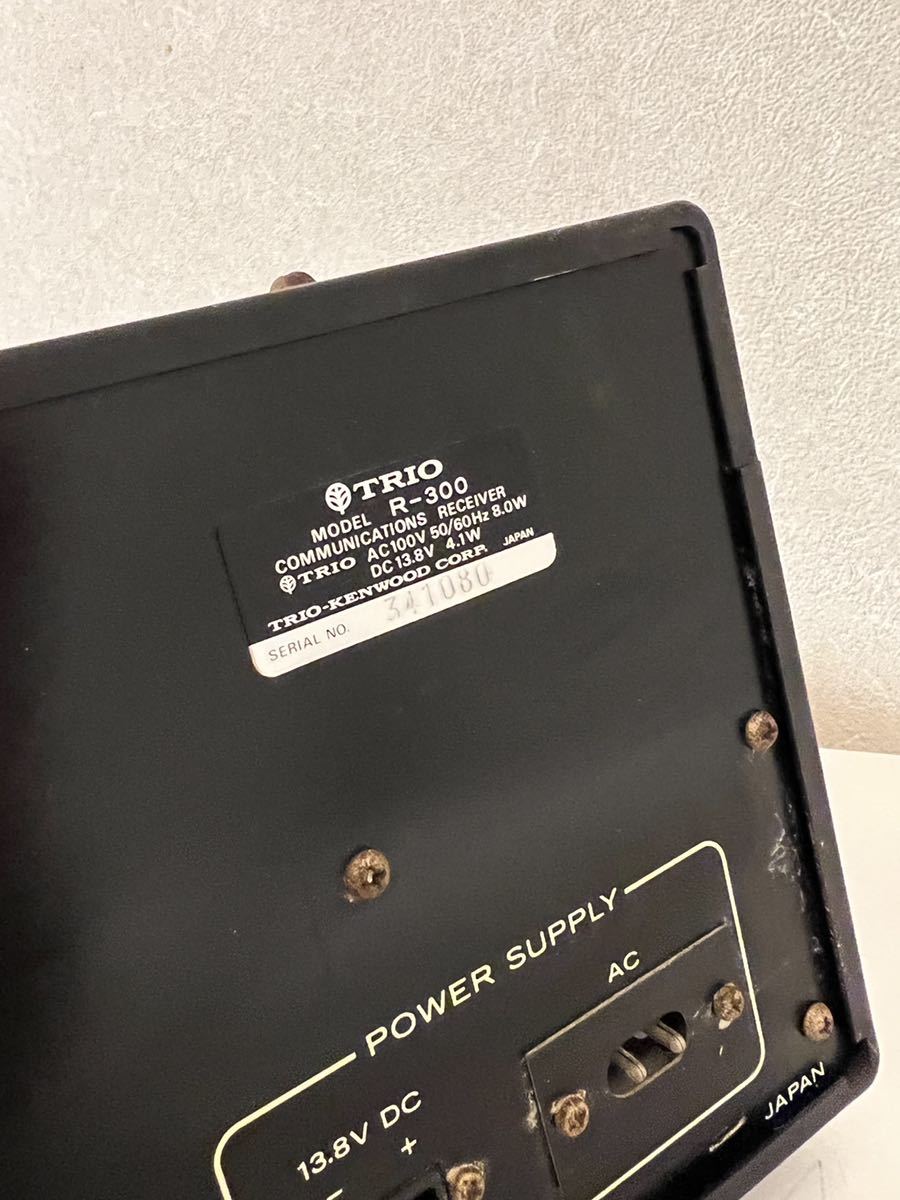 TRIO
MODEL R-300
COMMUNICATIONS RECEIVER
TRIO AC100V 50/60Hz 8.0W
DC 13.8V 4.1W
TRIO-KENWOOD CORP. JAPAN
SERIAL NO. 341080
POWER SUPPLY
AC
13.8V DC
− +
JAPAN